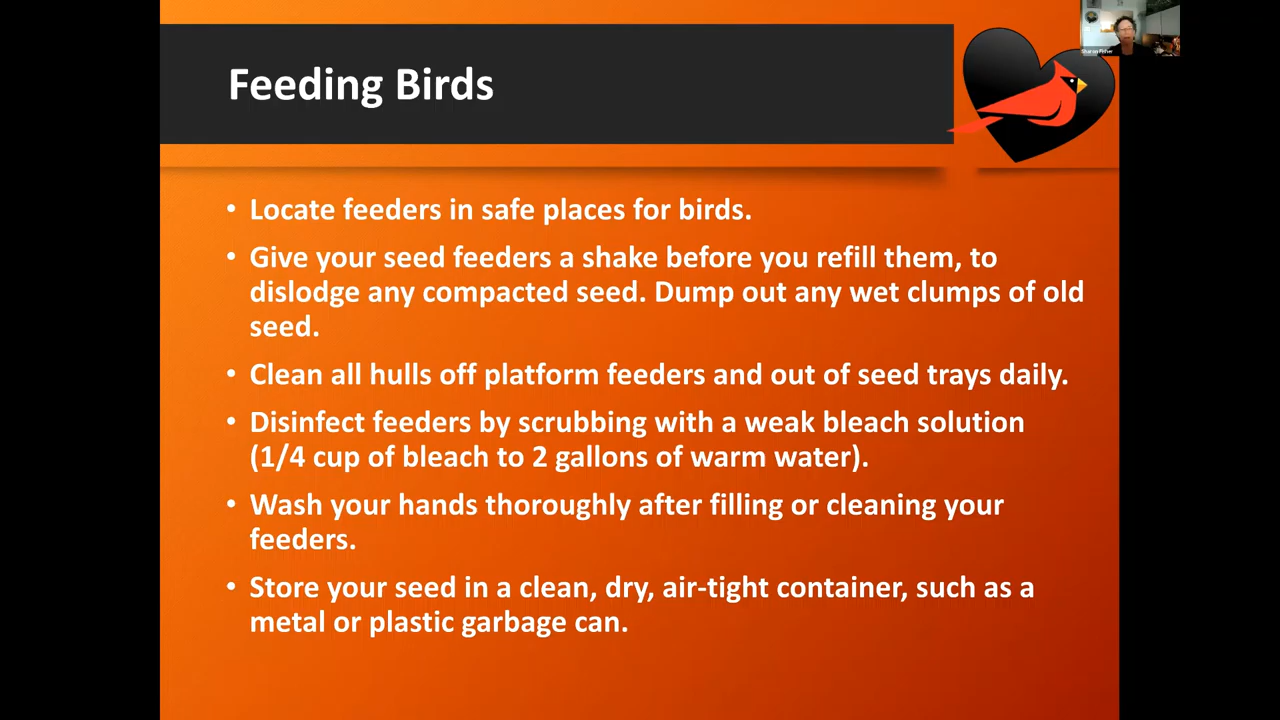 Sharon Fisher
Feeding Birds
• Locate feeders in safe places for birds.
• Give your seed feeders a shake before you refill them, to
dislodge any compacted seed. Dump out any wet clumps of old
seed.
• Clean all hulls off platform feeders and out of seed trays daily.
• Disinfect feeders by scrubbing with a weak bleach solution
(1/4 cup of bleach to 2 gallons of warm water).
• Wash your hands thoroughly after filling or cleaning your
feeders.
• Store your seed in a clean, dry, air-tight container, such as a
metal or plastic garbage can.